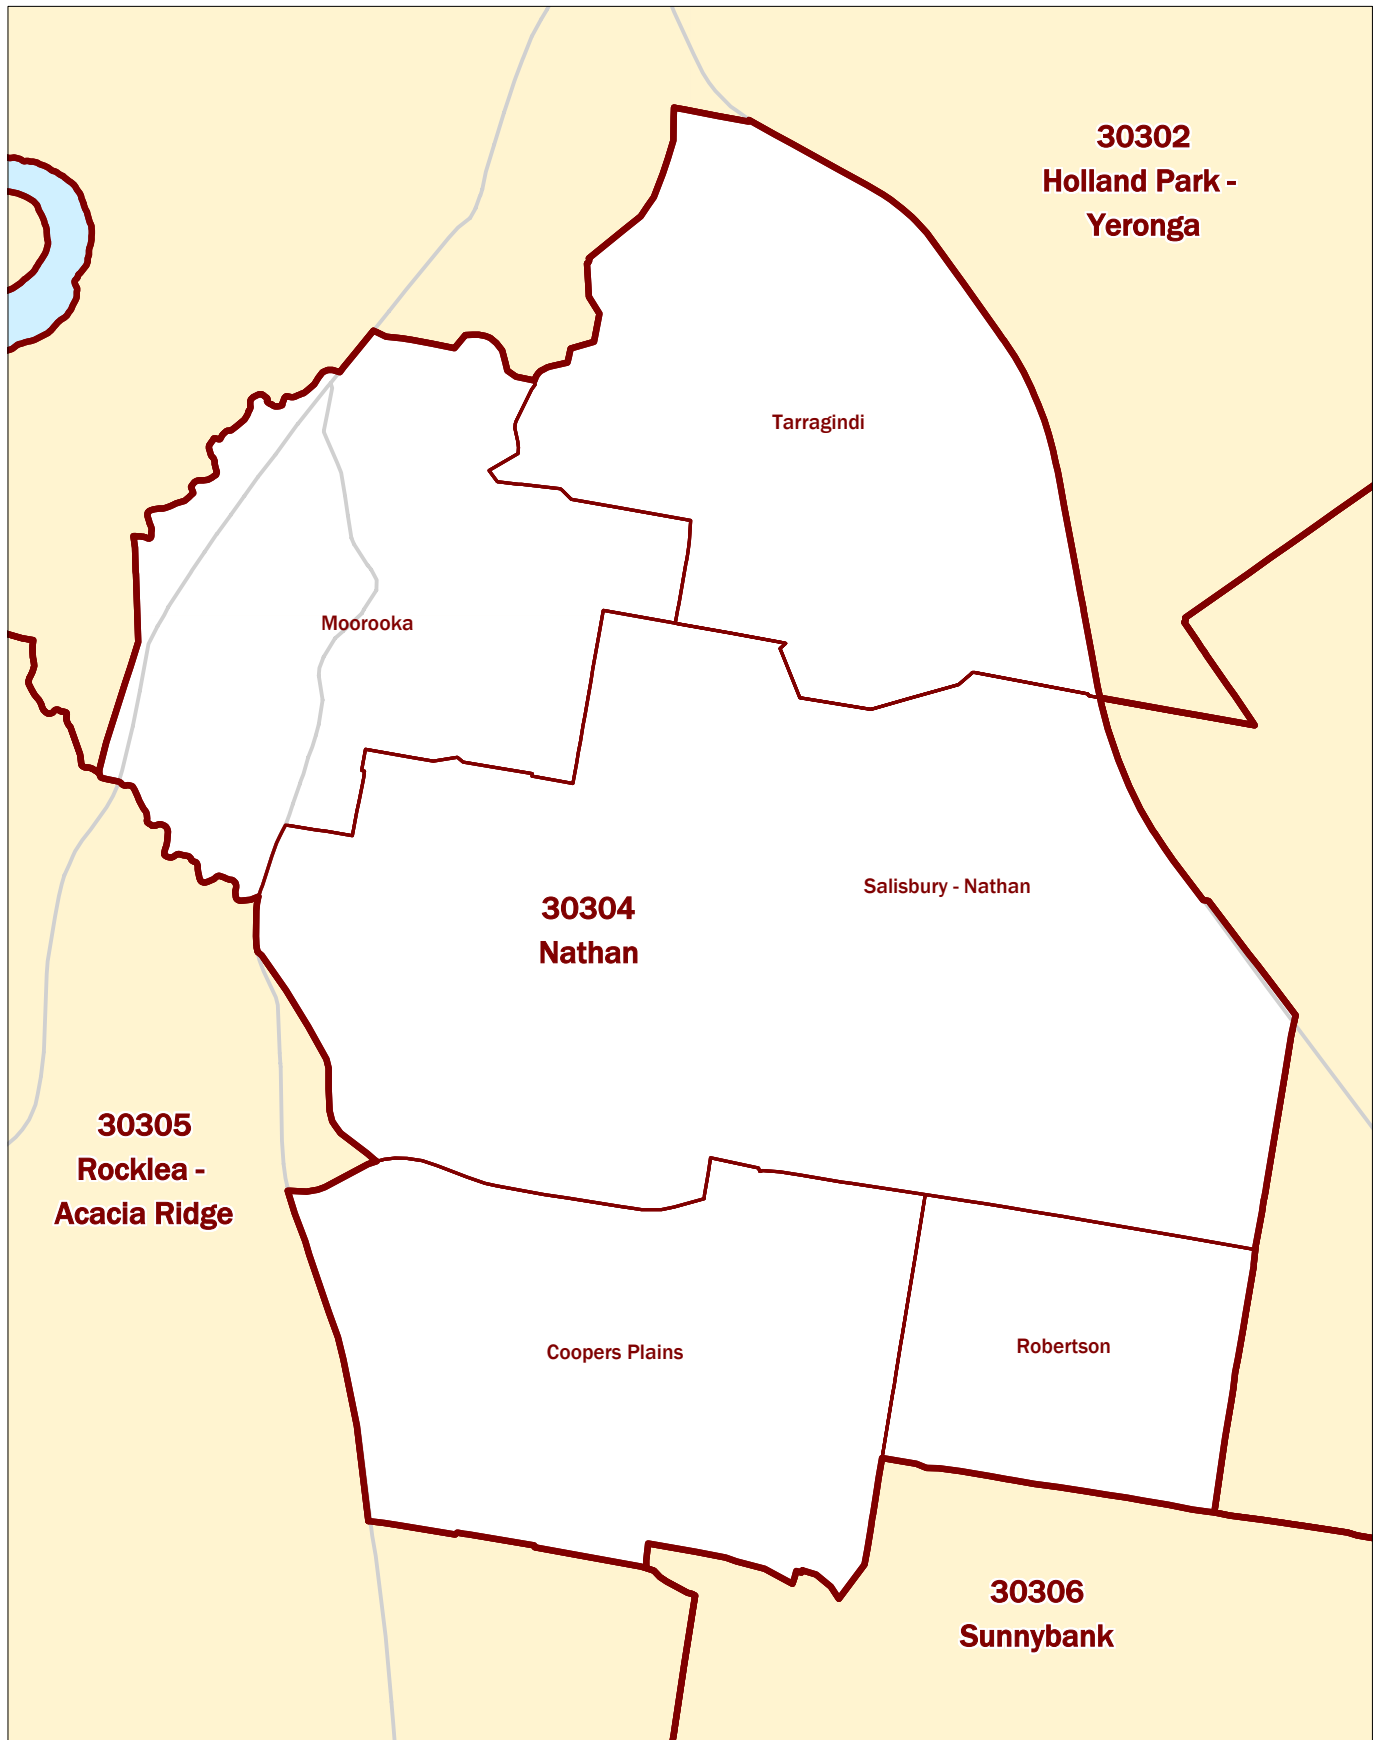 30302
Holland Park -
Yeronga
Tarragindi
Moorooka
Salisbury - Nathan
30304
Nathan
30305
Rocklea -
Acacia Ridge
Robertson
Coopers Plains
30306
Sunnybank